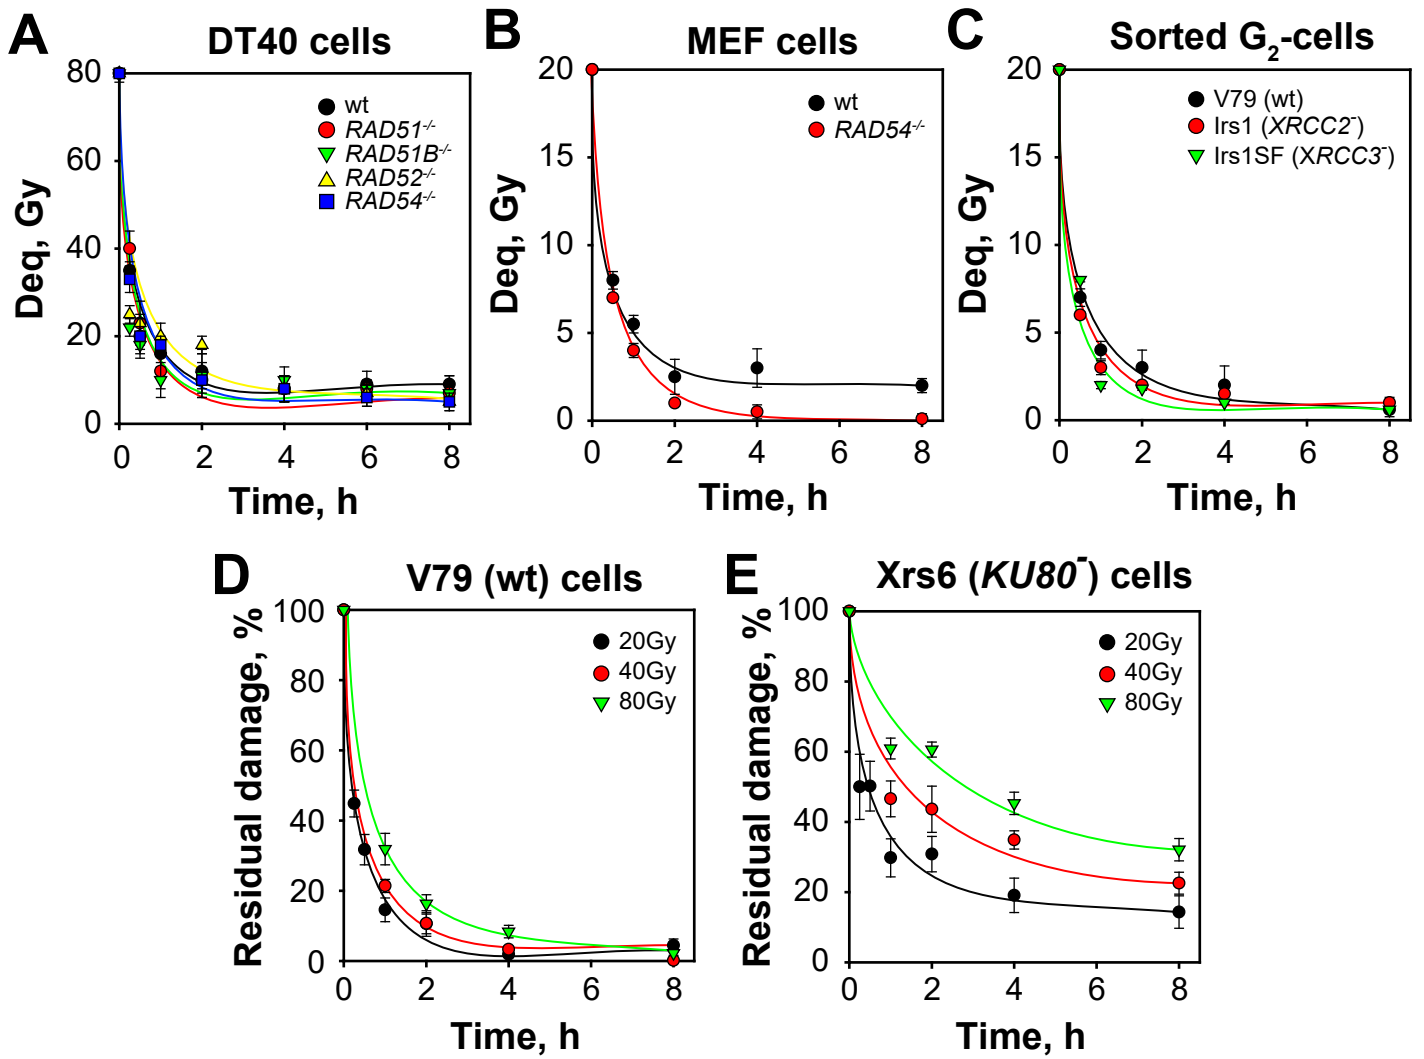 A
DT40 cells
Deq, Gy
80
60
40
20
0
0 2 4 6 8
Time, h
wt
RAD51-/-
RAD51B-/-
RAD52-/-
RAD54-/-
B
MEF cells
Deq, Gy
20
15
10
5
0
0 2 4 6 8
Time, h
wt
RAD54-/-
C
Sorted G2-cells
Deq, Gy
20
15
10
5
0
0 2 4 6 8
Time, h
V79 (wt)
Irs1 (XRCC2-)
Irs1SF (XRCC3-)
D
V79 (wt) cells
Residual damage, %
100
80
60
40
20
0
0 2 4 6 8
Time, h
20Gy
40Gy
80Gy
E
Xrs6 (KU80-) cells
Residual damage, %
100
80
60
40
20
0
0 2 4 6 8
Time, h
20Gy
40Gy
80Gy